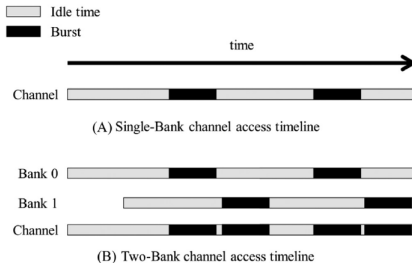 Idle time
Burst
time
Channel
(A) Single-Bank channel access timeline
Bank 0
Bank 1
Channel
(B) Two-Bank channel access timeline